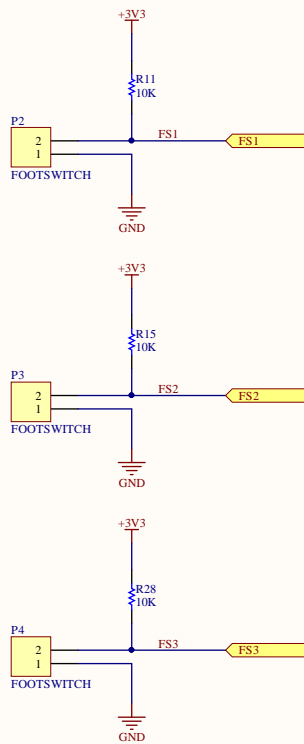 +3V3
R11
10K
P2
2
FS1
FS1
1
FOOTSWITCH
GND
+3V3
R15
10K
P3
2
FS2
FS2
1
FOOTSWITCH
GND
+3V3
R28
10K
P4
2
FS3
FS3
1
FOOTSWITCH
GND